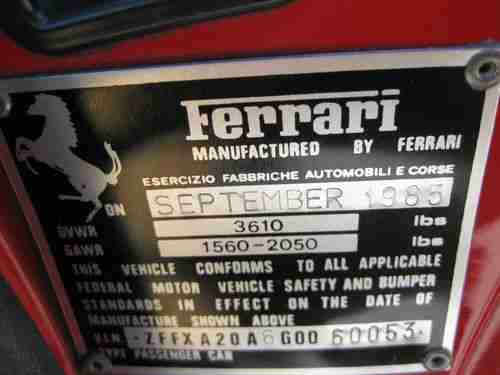 Ferrari
MANUFACTURED BY FERRARI
ESERCIZIO FABBRICHE AUTOMOBILI E CORSE
ON SEPTEMBER 1985
GVWR 3610 lbs
GAWR 1560-2050 lbs
THIS VEHICLE CONFORMS TO ALL APPLICABLE
FEDERAL MOTOR VEHICLE SAFETY AND BUMPER
STANDARDS IN EFFECT ON THE DATE OF
MANUFACTURE SHOWN ABOVE
V.I.N. -ZFFXA20A6G0060053.
TYPE PASSENGER CAR